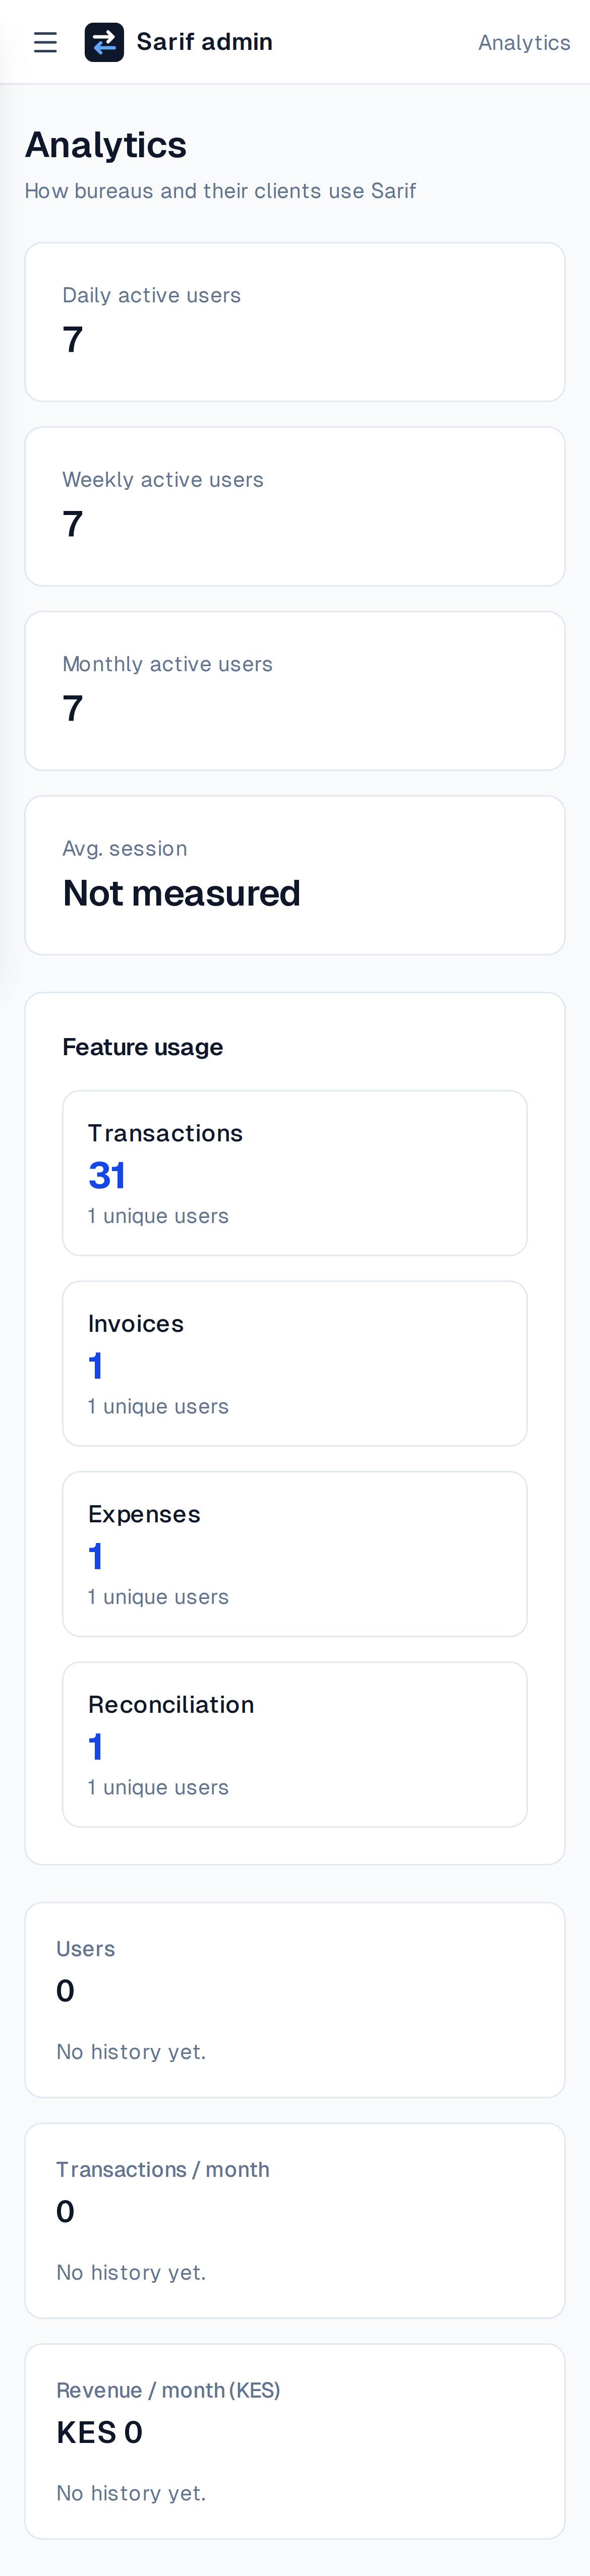 Sarif admin
Analytics
Analytics
How bureaus and their clients use Sarif
Daily active users
7
Weekly active users
7
Monthly active users
7
Avg. session
Not measured
Feature usage
Transactions
31
1 unique users
Invoices
1
1 unique users
Expenses
1
1 unique users
Reconciliation
1
1 unique users
Users
0
No history yet.
Transactions / month
0
No history yet.
Revenue / month (KES)
KES 0
No history yet.